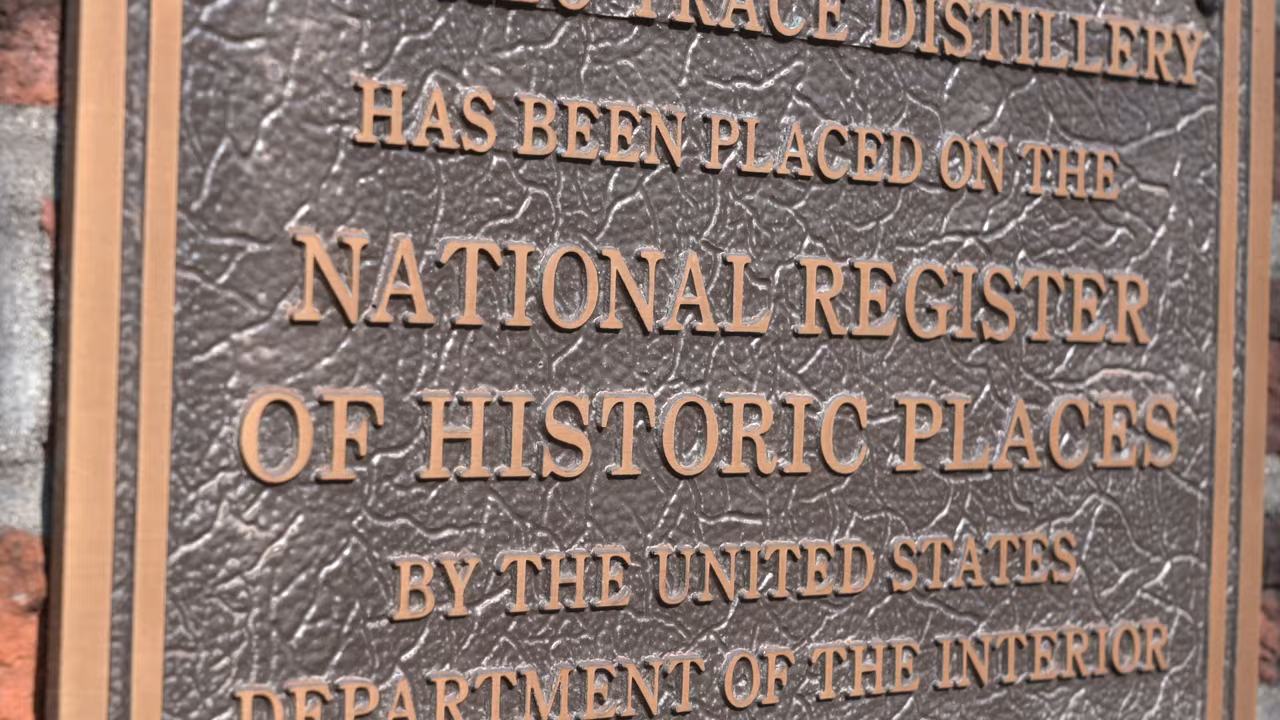 TRACE DISTILLERY
HAS BEEN PLACED ON THE
NATIONAL REGISTER
OF HISTORIC PLACES
BY THE UNITED STATES
DEPARTMENT OF THE INTERIOR